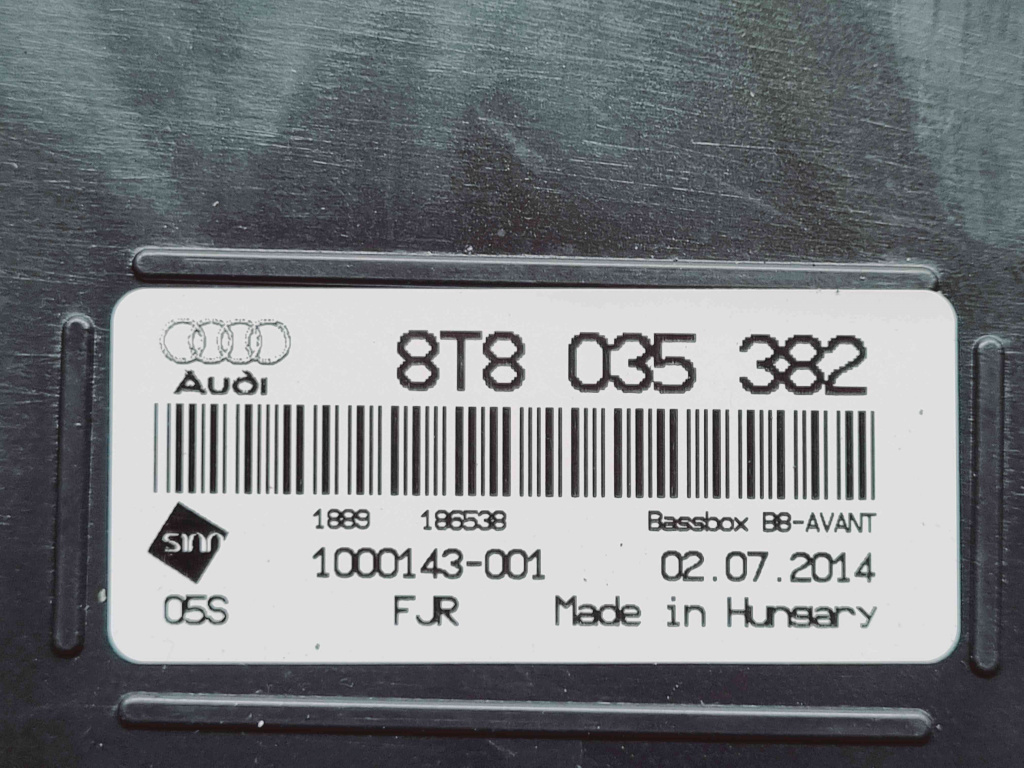 8T8 035 382
Audi
1889 186538 Bassbox B8-AVANT
sinn
1000143-001 02.07.2014
05S FJR Made in Hungary